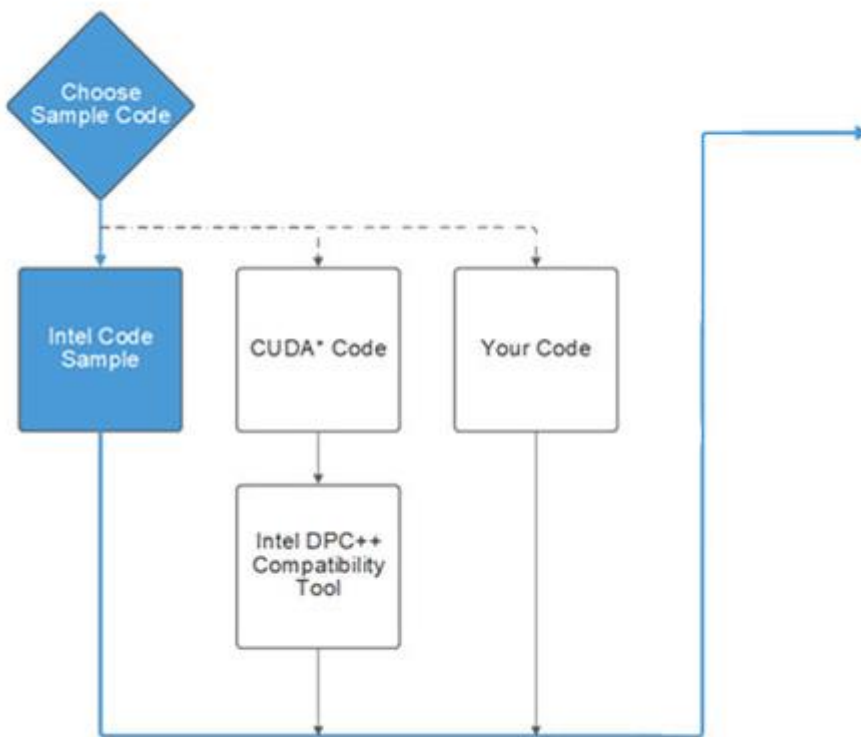 Choose
Sample Code
Intel Code
Sample
CUDA* Code
Your Code
Intel DPC++
Compatibility
Tool